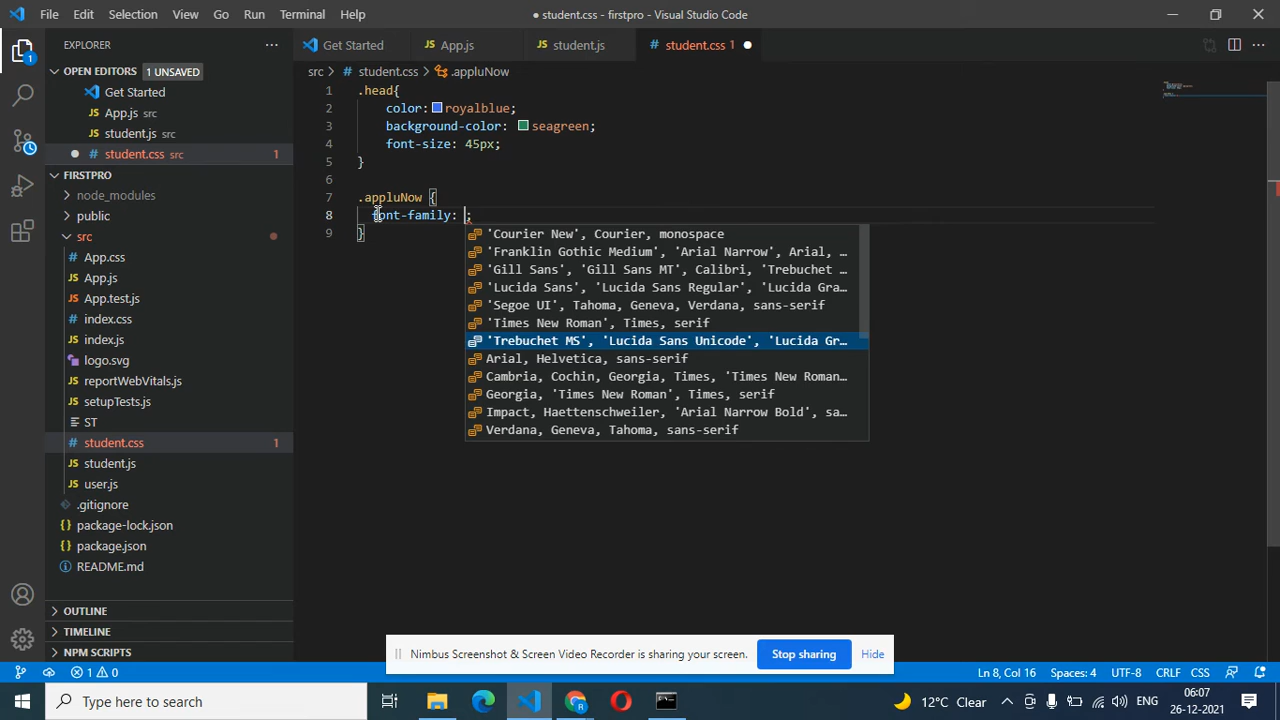 File Edit Selection View Go Run Terminal Help ● student.css - firstpro - Visual Studio Code
EXPLORER ···
Get Started App.js student.js student.css 1 ●
OPEN EDITORS 1 UNSAVED
Get Started
App.js src
student.js src
student.css src 1
FIRSTPRO
node_modules
public
src
App.css
App.js
App.test.js
index.css
index.js
logo.svg
reportWebVitals.js
setupTests.js
ST
student.css 1
student.js
user.js
.gitignore
package-lock.json
package.json
README.md
OUTLINE
TIMELINE
NPM SCRIPTS
src > student.css > .appluNow
1 .head{
2 color: royalblue;
3 background-color: seagreen;
4 font-size: 45px;
5 }
6
7 .appluNow {
8 font-family: ;
9 }
'Courier New', Courier, monospace
'Franklin Gothic Medium', 'Arial Narrow', Arial, …
'Gill Sans', 'Gill Sans MT', Calibri, 'Trebuchet …
'Lucida Sans', 'Lucida Sans Regular', 'Lucida Gra…
'Segoe UI', Tahoma, Geneva, Verdana, sans-serif
'Times New Roman', Times, serif
'Trebuchet MS', 'Lucida Sans Unicode', 'Lucida Gr…
Arial, Helvetica, sans-serif
Cambria, Cochin, Georgia, Times, 'Times New Roman…
Georgia, 'Times New Roman', Times, serif
Impact, Haettenschweiler, 'Arial Narrow Bold', sa…
Verdana, Geneva, Tahoma, sans-serif
Nimbus Screenshot & Screen Video Recorder is sharing your screen. Stop sharing Hide
1 0 Ln 8, Col 16 Spaces: 4 UTF-8 CRLF CSS
Type here to search 12°C Clear ENG 06:07
26-12-2021